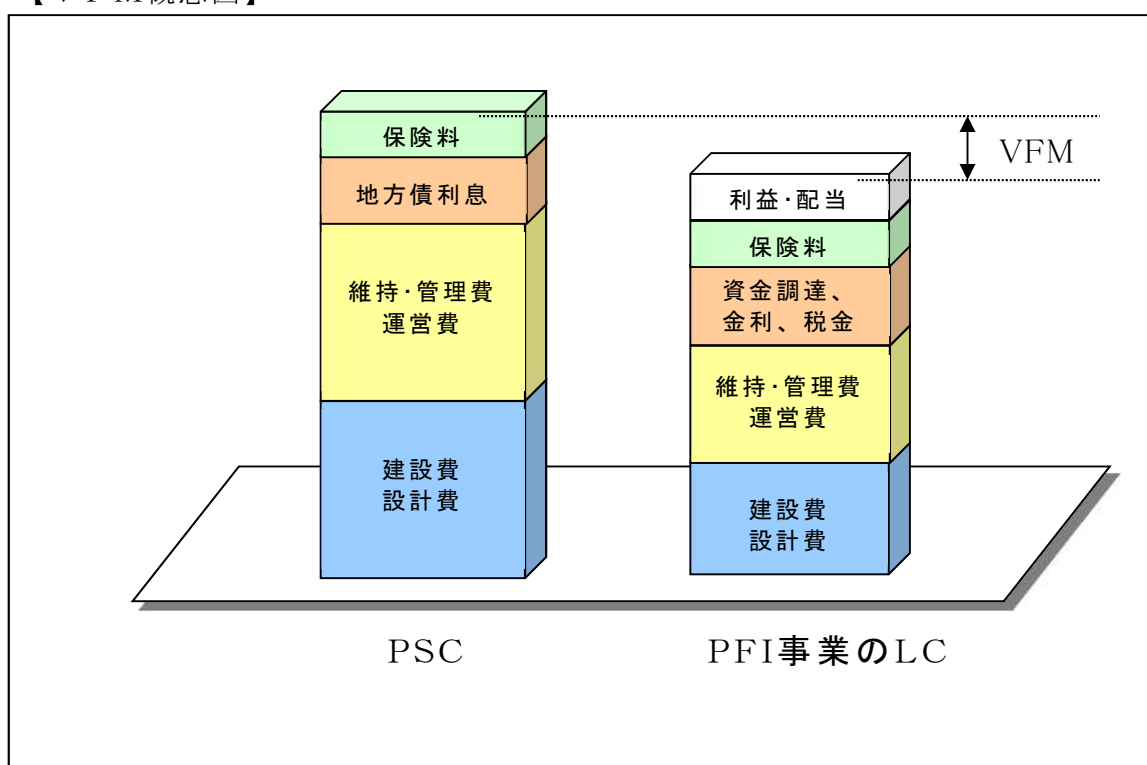 保険料
地方債利息
維持・管理費
運営費
建設費
設計費
PSC
利益・配当
保険料
資金調達、
金利、税金
維持・管理費
運営費
建設費
設計費
PFI事業のLC
VFM